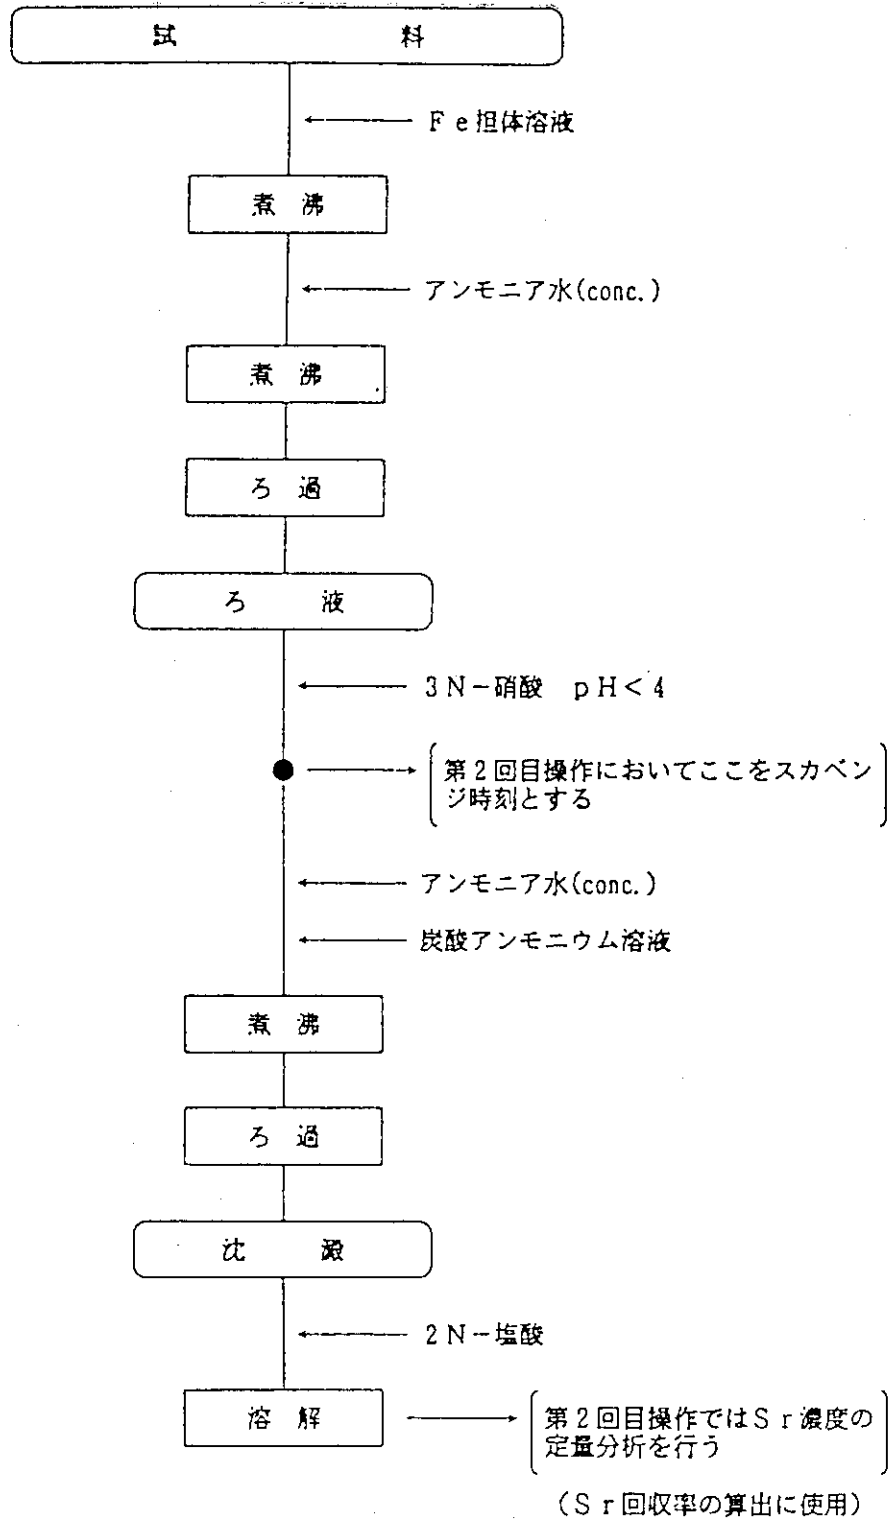 試料
Fe担体溶液
煮沸
アンモニア水(conc.)
煮沸
ろ過
ろ液
3N-硝酸 pH<4
第2回目操作においてここをスカベン
ジ時刻とする
アンモニア水(conc.)
炭酸アンモニウム溶液
煮沸
ろ過
沈澱
2N-塩酸
溶解
第2回目操作ではSr濃度の
定量分析を行う
(Sr回収率の算出に使用)